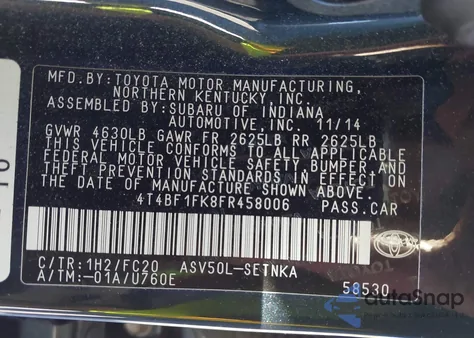 MFD.BY:TOYOTA MOTOR MANUFACTURING,
NORTHERN KENTUCKY,INC.
ASSEMBLED BY:SUBARU OF INDIANA
AUTOMOTIVE,INC. 11/14
GVWR 4630LB GAWR FR 2625LB RR 2625LB
THIS VEHICLE CONFORMS TO ALL APPLICABLE
FEDERAL MOTOR VEHICLE SAFETY,BUMPER,AND
THEFT PREVENTION STANDARDS IN EFFECT ON
THE DATE OF MANUFACTURE SHOWN ABOVE.
4T4BF1FK8FR458006 PASS.CAR
C/TR:1H2/FC20 ASV50L-SETNKA
A/TM:-01A/U760E
58530
autoSnap